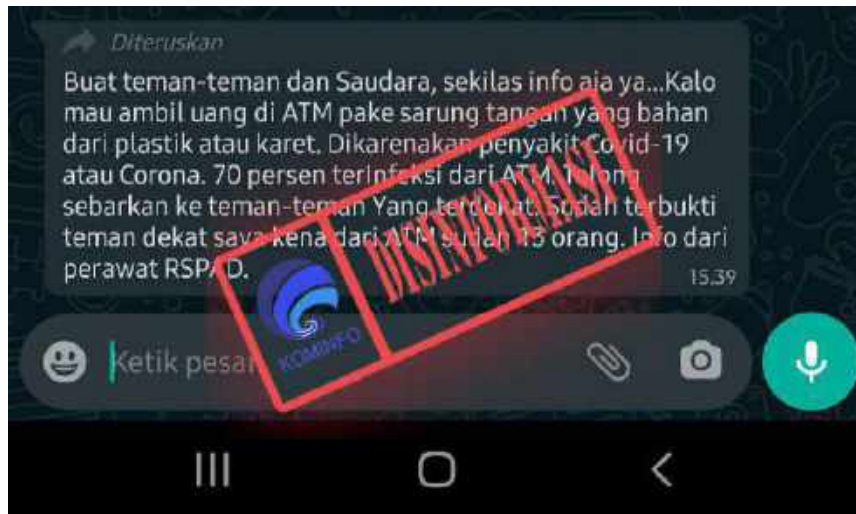 Diteruskan
Buat teman-teman dan Saudara, sekilas info aja ya...Kalo
mau ambil uang di ATM pake sarung tangan yang bahan
dari plastik atau karet. Dikarenakan penyakit Covid-19
atau Corona. 70 persen terInfeksi dari ATM. Tolong
sebarkan ke teman-teman Yang terdekat. Sudah terbukti
teman dekat saya kena dari ATM sudah 13 orang. Info dari
perawat RSPAD.
15.39
DISINFORMASI
KOMINFO
Ketik pesan